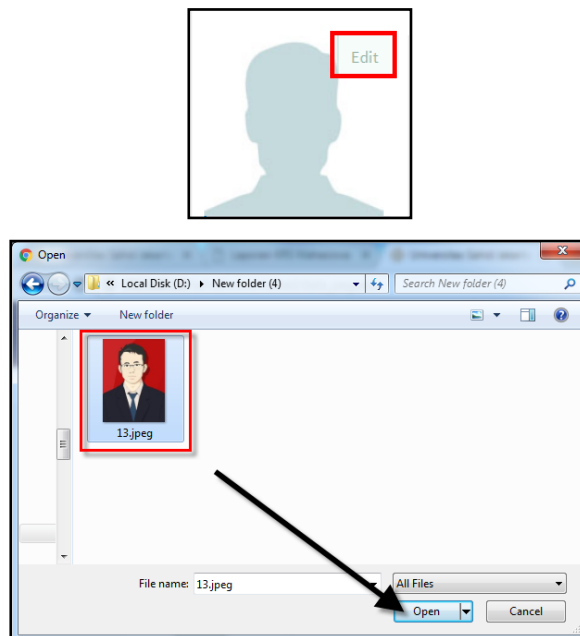 Edit
Open
« Local Disk (D:) ▸ New folder (4)
Search New folder (4)
Organize
New folder
13.jpeg
File name: 13.jpeg
All Files
Open
Cancel